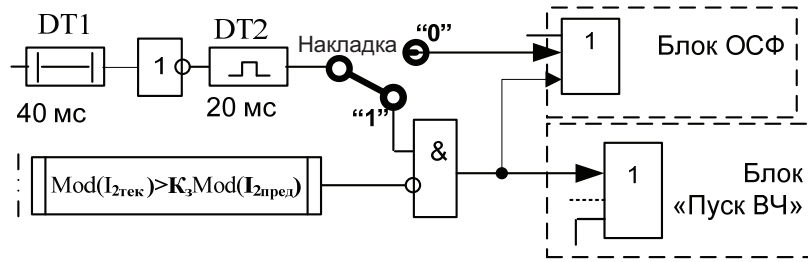 DT1
DT2
Накладка
“0”
1
Блок ОСФ
1
40 мс
20 мс
“1”
&
Mod(I2тек)>КзMod(I2пред)
1
Блок
«Пуск ВЧ»